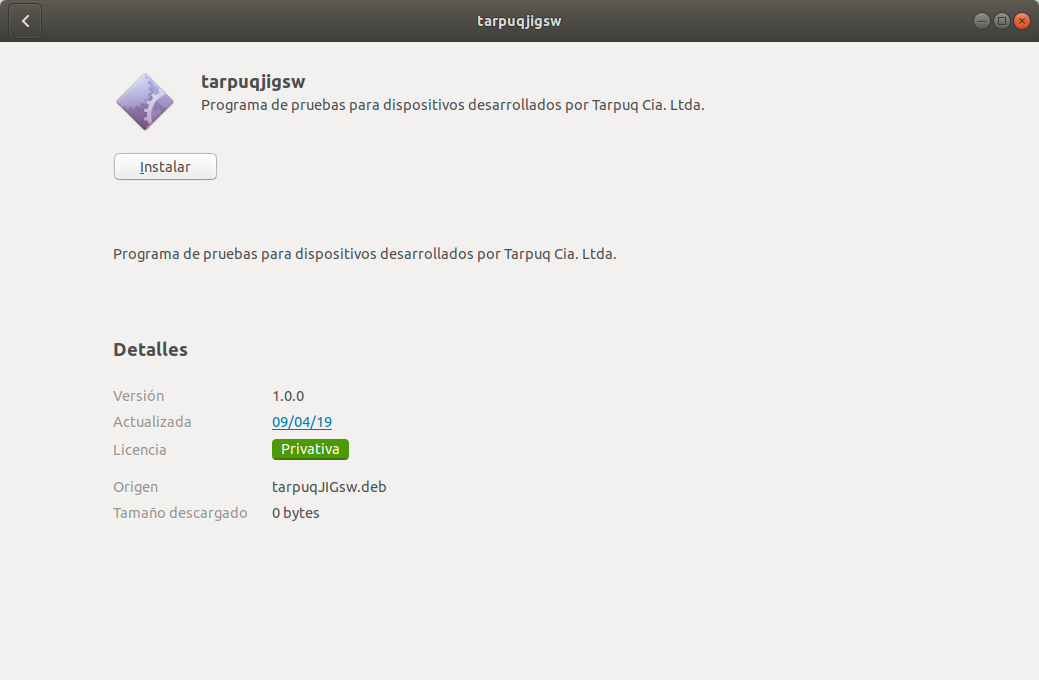 tarpuqjigsw
tarpuqjigsw
Programa de pruebas para dispositivos desarrollados por Tarpuq Cia. Ltda.
Instalar
Programa de pruebas para dispositivos desarrollados por Tarpuq Cia. Ltda.
Detalles
Versión 1.0.0
Actualizada 09/04/19
Licencia Privativa
Origen tarpuqJIGsw.deb
Tamaño descargado 0 bytes